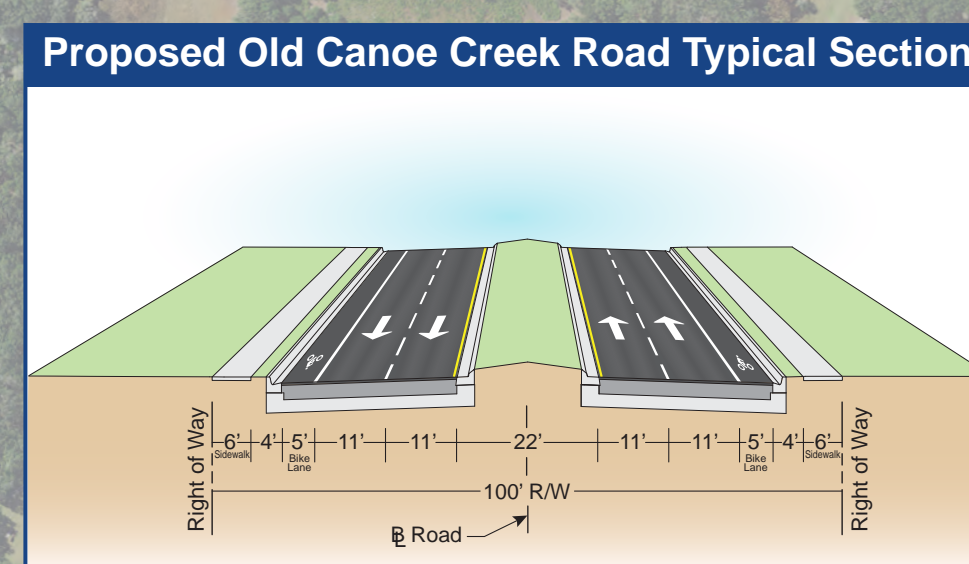 Proposed Old Canoe Creek Road Typical Section
Right of Way
6' 4' 5' 11' 11' 22' 11' 11' 5' 4' 6'
Sidewalk Bike Lane Bike Lane Sidewalk
Right of Way
100' R/W
BL Road